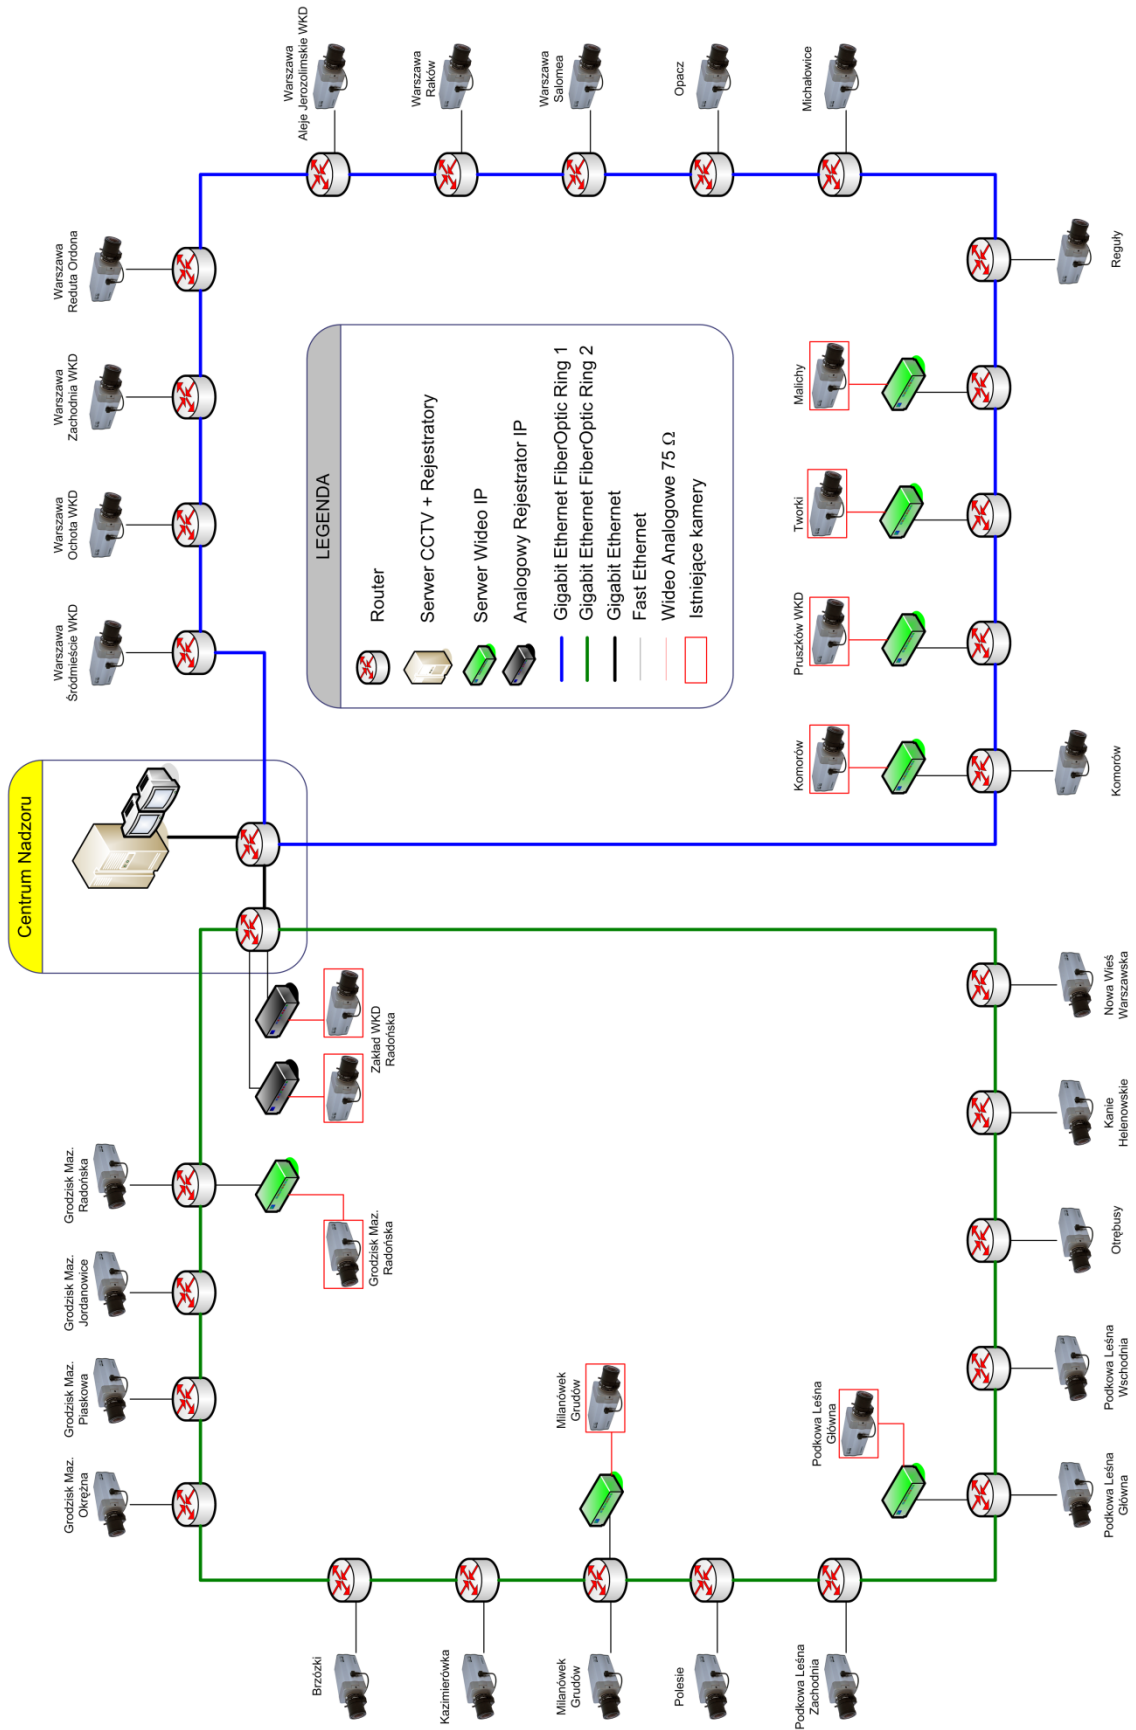 Centrum Nadzoru
Grodzisk Maz.
Okrężna
Grodzisk Maz.
Piaskowa
Grodzisk Maz.
Jordanowice
Grodzisk Maz.
Radońska
Warszawa
Śródmieście WKD
Warszawa
Ochota WKD
Warszawa
Zachodnia WKD
Warszawa
Reduta Ordona
Grodzisk Maz.
Radońska
Zakład WKD
Radońska
Brzózki
Kazimierówka
Milanówek
Grudów
Milanówek
Grudów
Polesie
Podkowa Leśna
Zachodnia
Podkowa Leśna
Główna
LEGENDA
Router
Serwer CCTV + Rejestratory
Serwer Wideo IP
Analogowy Rejestrator IP
Gigabit Ethernet FiberOptic Ring 1
Gigabit Ethernet FiberOptic Ring 2
Gigabit Ethernet
Fast Ethernet
Wideo Analogowe 75 Ω
Istniejące kamery
Warszawa
Aleje Jerozolimskie WKD
Warszawa
Raków
Warszawa
Salomea
Opacz
Michałowice
Komorów
Pruszków WKD
Tworki
Malichy
Podkowa Leśna
Główna
Podkowa Leśna
Wschodnia
Otrębusy
Kanie
Helenowskie
Nowa Wieś
Warszawska
Komorów
Reguły